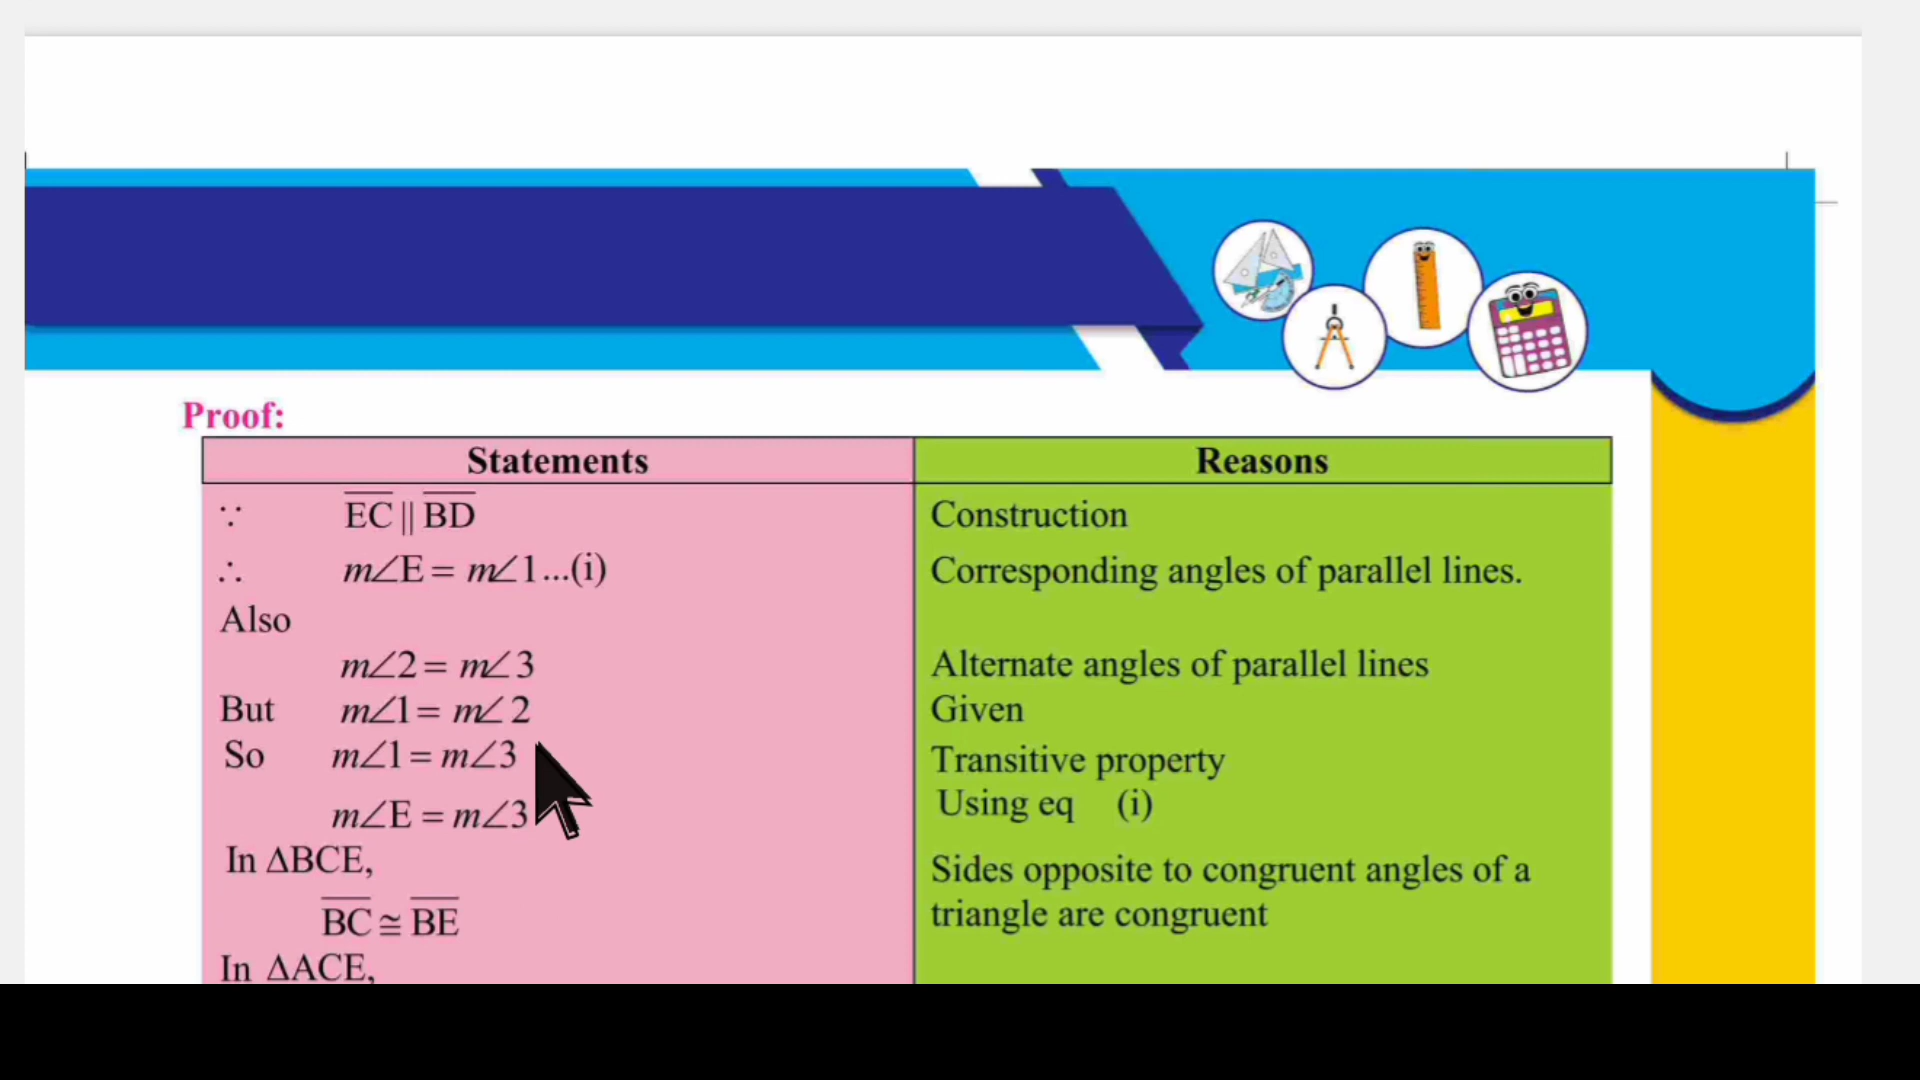 Proof:
Statements Reasons
∵ EC || BD Construction
∴ m∠E = m∠1 ...(i) Corresponding angles of parallel lines.
Also
m∠2 = m∠3 Alternate angles of parallel lines
But m∠1 = m∠2 Given
So m∠1 = m∠3 Transitive property
m∠E = m∠3 Using eq (i)
In ΔBCE, Sides opposite to congruent angles of a
BC ≅ BE triangle are congruent
In ΔACE,